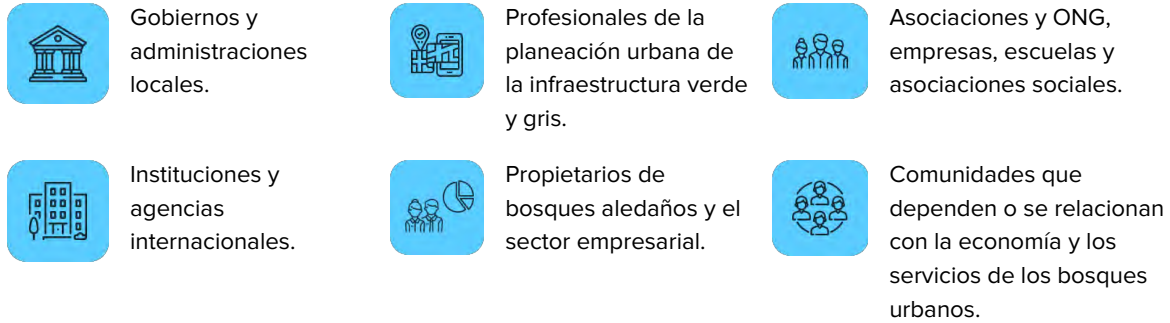 Gobiernos y
administraciones
locales.
Profesionales de la
planeación urbana de
la infraestructura verde
y gris.
Asociaciones y ONG,
empresas, escuelas y
asociaciones sociales.
Instituciones y
agencias
internacionales.
Propietarios de
bosques aledaños y el
sector empresarial.
Comunidades que
dependen o se relacionan
con la economía y los
servicios de los bosques
urbanos.